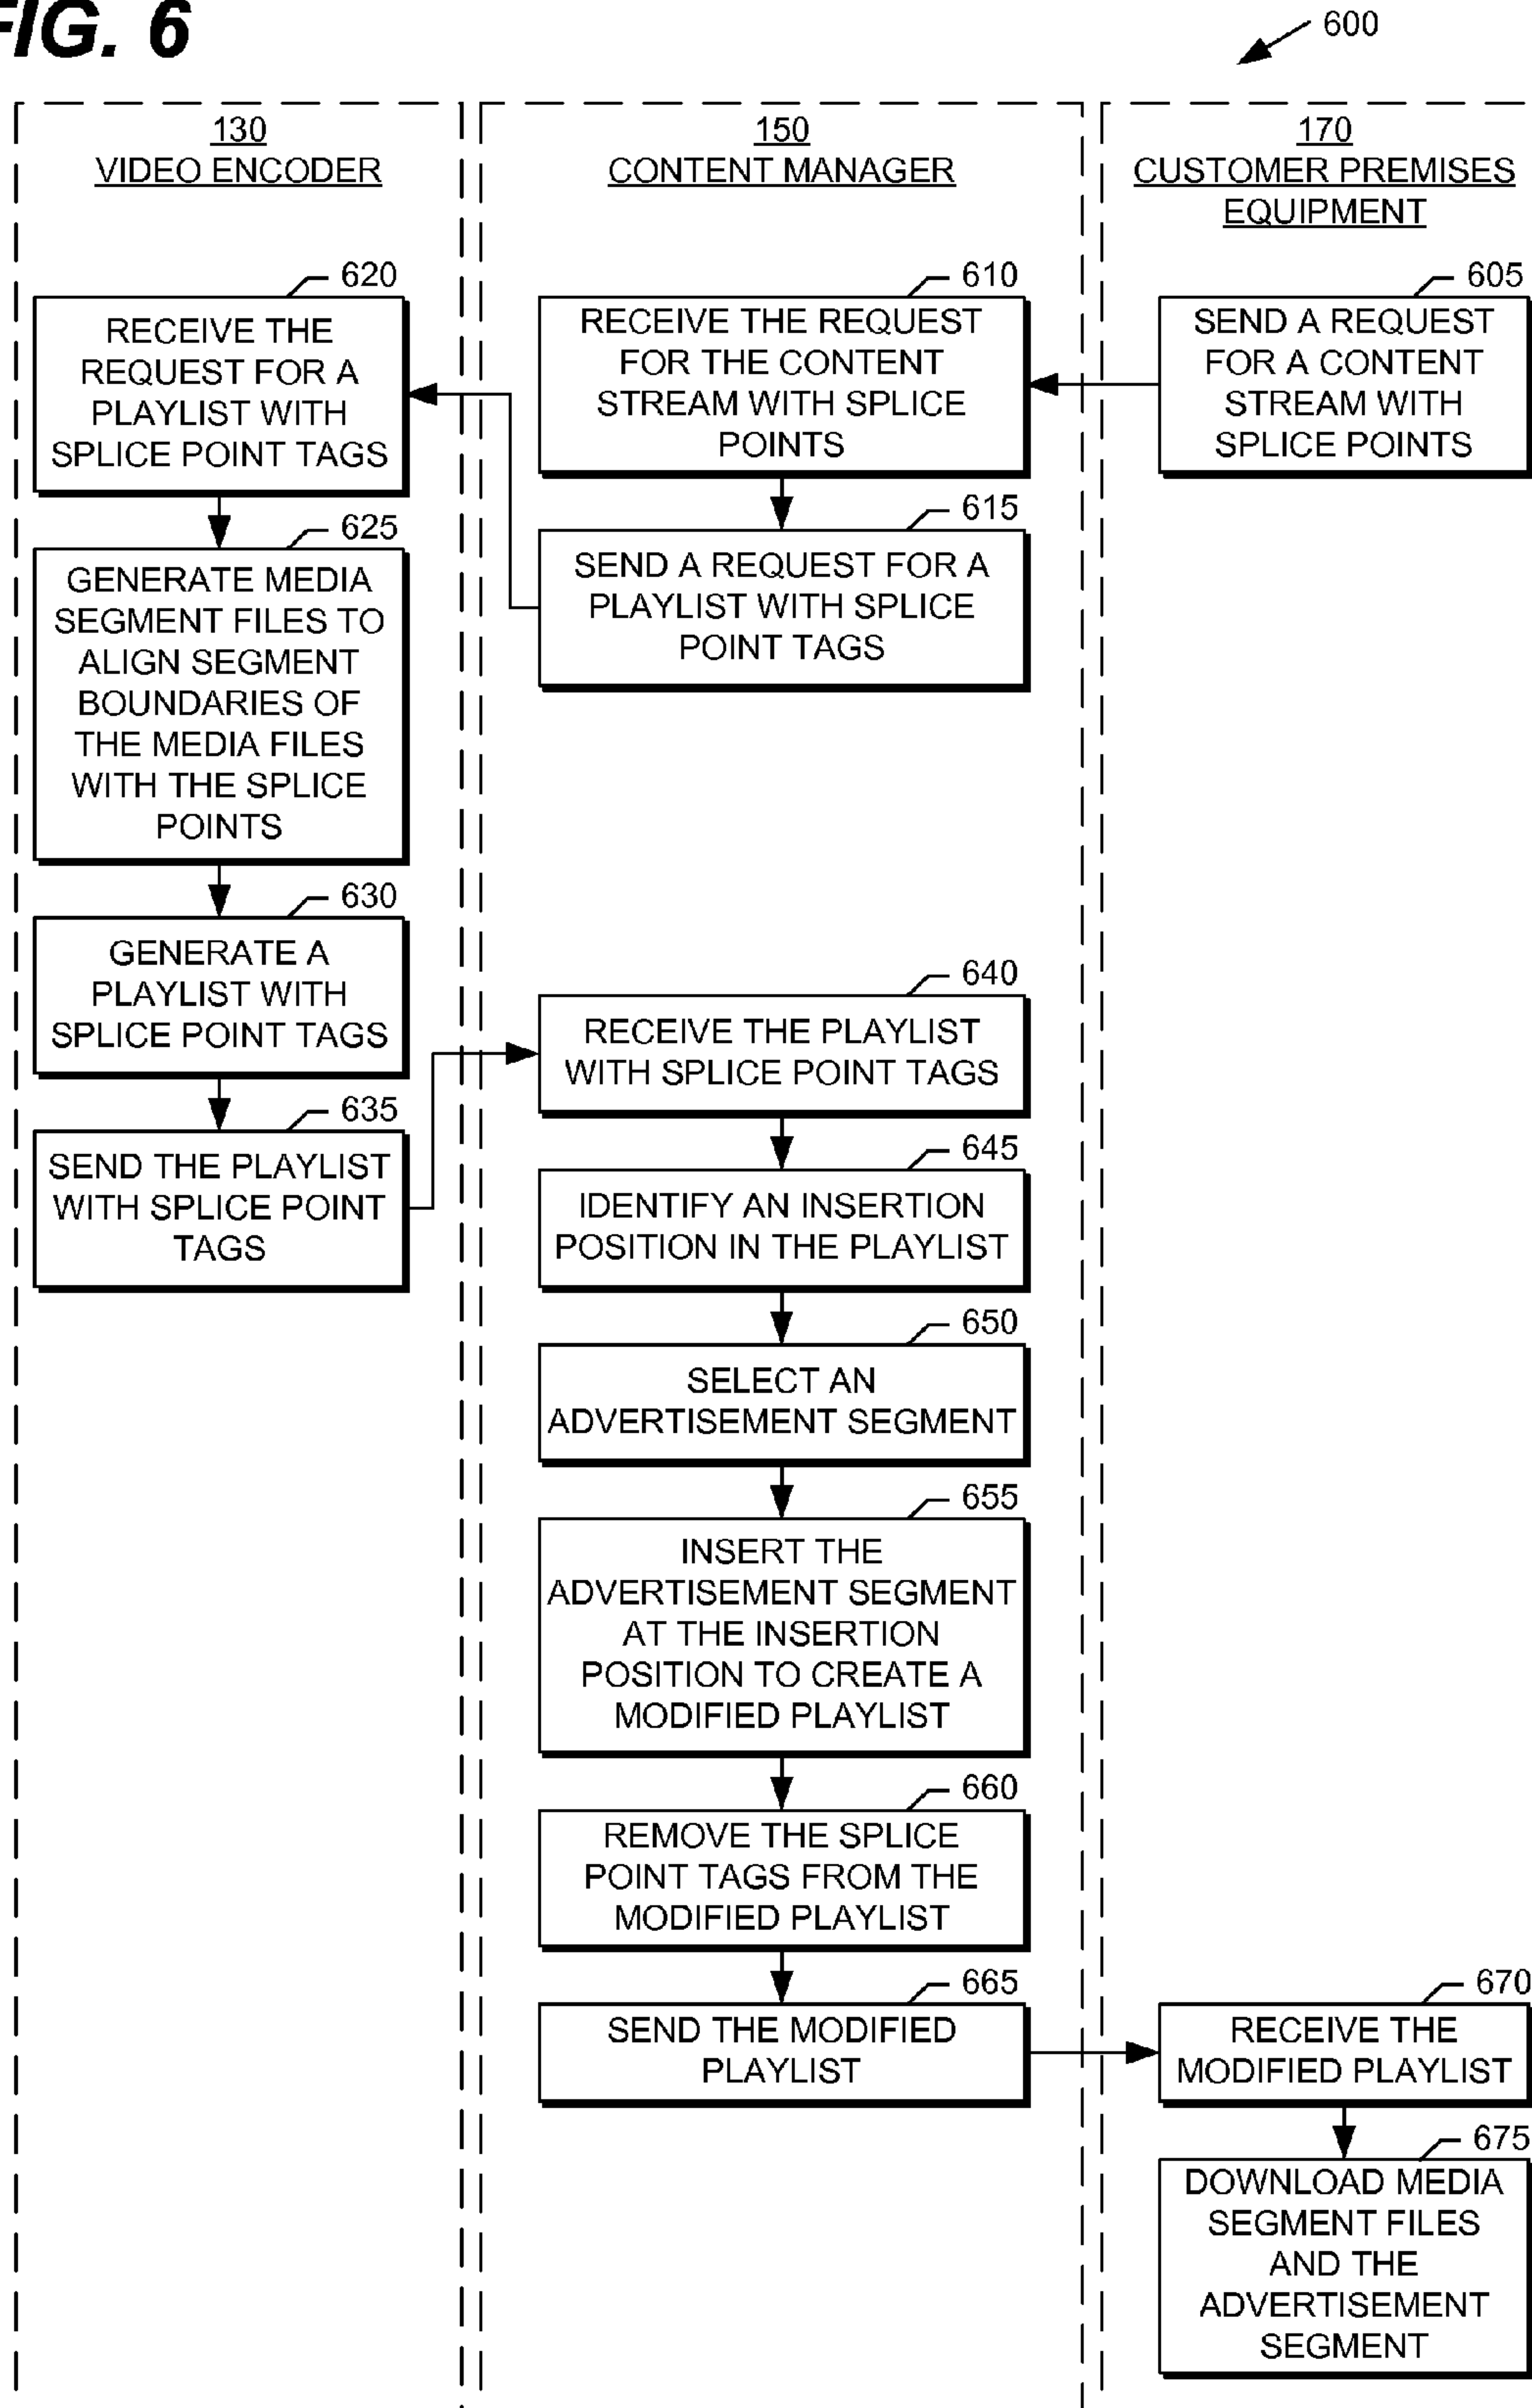 FIG. 6
600
130
VIDEO ENCODER
150
CONTENT MANAGER
170
CUSTOMER PREMISES
EQUIPMENT
620
RECEIVE THE
REQUEST FOR A
PLAYLIST WITH
SPLICE POINT TAGS
610
RECEIVE THE REQUEST
FOR THE CONTENT
STREAM WITH SPLICE
POINTS
605
SEND A REQUEST
FOR A CONTENT
STREAM WITH
SPLICE POINTS
615
SEND A REQUEST FOR A
PLAYLIST WITH SPLICE
POINT TAGS
625
GENERATE MEDIA
SEGMENT FILES TO
ALIGN SEGMENT
BOUNDARIES OF
THE MEDIA FILES
WITH THE SPLICE
POINTS
630
GENERATE A
PLAYLIST WITH
SPLICE POINT TAGS
635
SEND THE PLAYLIST
WITH SPLICE POINT
TAGS
640
RECEIVE THE PLAYLIST
WITH SPLICE POINT TAGS
645
IDENTIFY AN INSERTION
POSITION IN THE PLAYLIST
650
SELECT AN
ADVERTISEMENT SEGMENT
655
INSERT THE
ADVERTISEMENT SEGMENT
AT THE INSERTION
POSITION TO CREATE A
MODIFIED PLAYLIST
660
REMOVE THE SPLICE
POINT TAGS FROM THE
MODIFIED PLAYLIST
665
SEND THE MODIFIED
PLAYLIST
670
RECEIVE THE
MODIFIED PLAYLIST
675
DOWNLOAD MEDIA
SEGMENT FILES
AND THE
ADVERTISEMENT
SEGMENT